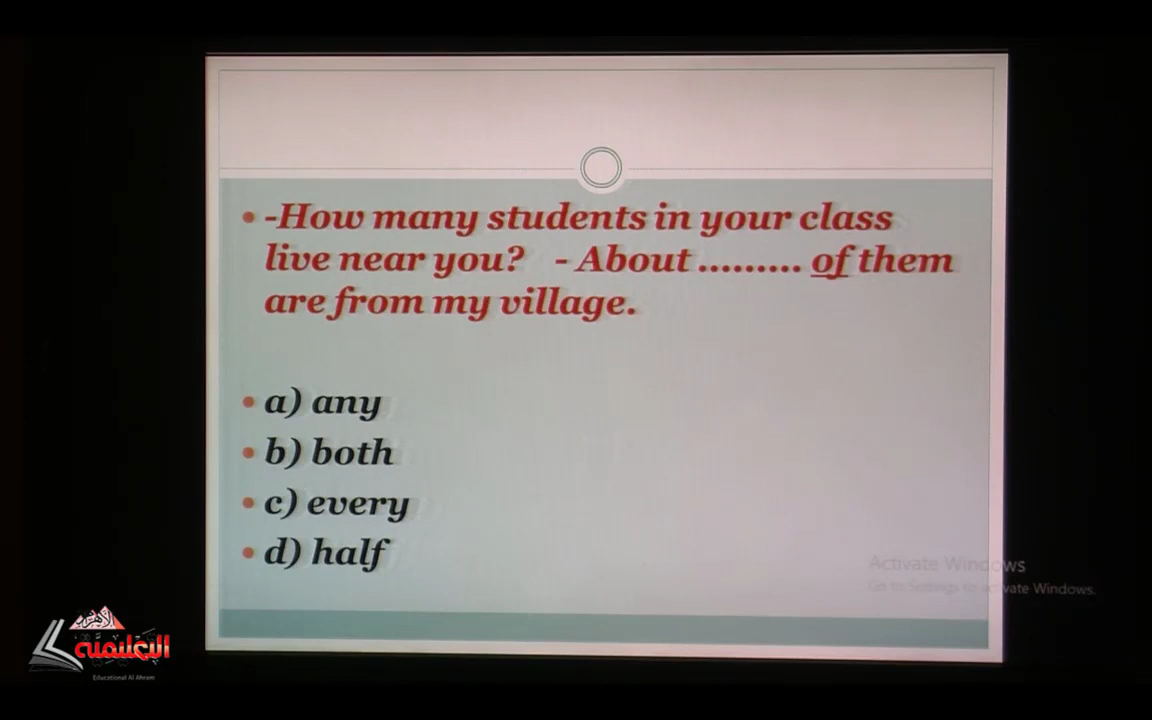 -How many students in your class
live near you? - About ......... of them
are from my village.
a) any
b) both
c) every
d) half
Activate Windows
Go to Settings to activate Windows.
الأهرام
التعليمية
Educational Al Ahram